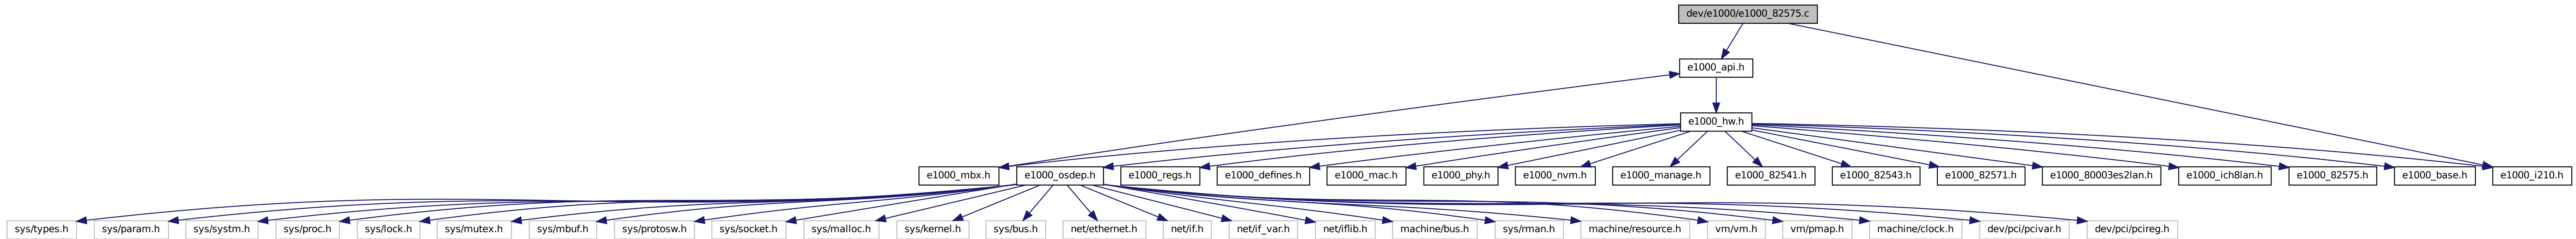 dev/e1000/e1000_82575.c
e1000_api.h
e1000_hw.h
e1000_mbx.h
e1000_osdep.h
e1000_regs.h
e1000_defines.h
e1000_mac.h
e1000_phy.h
e1000_nvm.h
e1000_manage.h
e1000_82541.h
e1000_82543.h
e1000_82571.h
e1000_80003es2lan.h
e1000_ich8lan.h
e1000_82575.h
e1000_base.h
e1000_i210.h
sys/types.h
sys/param.h
sys/systm.h
sys/proc.h
sys/lock.h
sys/mutex.h
sys/mbuf.h
sys/protosw.h
sys/socket.h
sys/malloc.h
sys/kernel.h
sys/bus.h
net/ethernet.h
net/if.h
net/if_var.h
net/iflib.h
machine/bus.h
sys/rman.h
machine/resource.h
vm/vm.h
vm/pmap.h
machine/clock.h
dev/pci/pcivar.h
dev/pci/pcireg.h